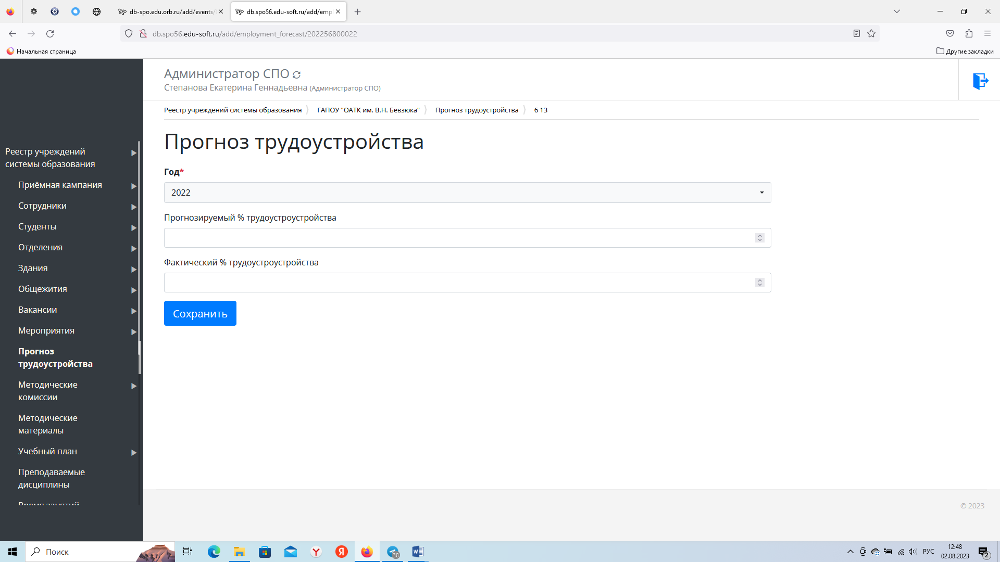 db-spo.edu.orb.ru/add/events/
db.spo56.edu-soft.ru/add/emp
db.spo56.edu-soft.ru/add/employment_forecast/202256800022
Начальная страница
Другие закладки
Администратор СПО
Степанова Екатерина Геннадьевна (Администратор СПО)
Реестр учреждений системы образования
ГАПОУ "ОАТК им. В.Н. Бевзюка"
Прогноз трудоустройства
6 13
Реестр учреждений
системы образования
Приёмная кампания
Сотрудники
Студенты
Отделения
Здания
Общежития
Вакансии
Мероприятия
Прогноз
трудоустройства
Методические
комиссии
Методические
материалы
Учебный план
Преподаваемые
дисциплины
Время занятий
Прогноз трудоустройства
Год*
2022
Прогнозируемый % трудоустроустройства
Фактический % трудоустроустройства
Сохранить
© 2023
Поиск
30
РУС
12:48
02.08.2023
2